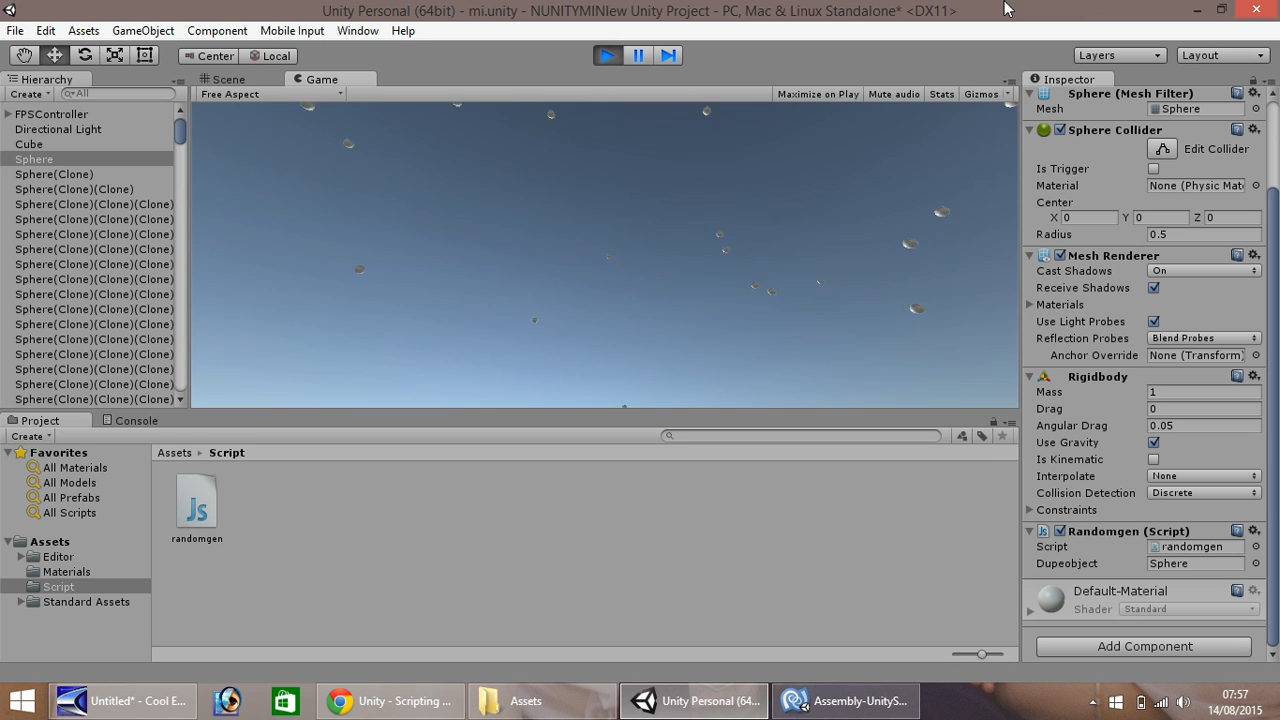 Unity Personal (64bit) - mi.unity - NUNITYMINIew Unity Project - PC, Mac & Linux Standalone* <DX11>
File Edit Assets GameObject Component Mobile Input Window Help
Center Local Layers Layout
Hierarchy Scene Game Inspector
Create All Free Aspect Maximize on Play Mute audio Stats Gizmos Sphere (Mesh Filter)
FPSController
Directional Light
Cube
Sphere
Sphere(Clone)
Sphere(Clone)(Clone)
Sphere(Clone)(Clone)(Clone)
Sphere(Clone)(Clone)(Clone)
Sphere(Clone)(Clone)(Clone)
Sphere(Clone)(Clone)(Clone)
Sphere(Clone)(Clone)(Clone)
Sphere(Clone)(Clone)(Clone)
Sphere(Clone)(Clone)(Clone)
Sphere(Clone)(Clone)(Clone)
Sphere(Clone)(Clone)(Clone)
Sphere(Clone)(Clone)(Clone)
Sphere(Clone)(Clone)(Clone)
Sphere(Clone)(Clone)(Clone)
Sphere(Clone)(Clone)(Clone)
Sphere(Clone)(Clone)(Clone)
Mesh Sphere
Sphere Collider
Edit Collider
Is Trigger
Material None (Physic Mat
Center
X 0 Y 0 Z 0
Radius 0.5
Mesh Renderer
Cast Shadows On
Receive Shadows
Materials
Use Light Probes
Reflection Probes Blend Probes
Anchor Override None (Transform)
Rigidbody
Mass 1
Drag 0
Angular Drag 0.05
Use Gravity
Is Kinematic
Interpolate None
Collision Detection Discrete
Constraints
Randomgen (Script)
Script randomgen
Dupeobject Sphere
Default-Material
Shader Standard
Add Component
Project Console
Create
Favorites
All Materials
All Models
All Prefabs
All Scripts
Assets
Editor
Materials
Script
Standard Assets
Assets Script
Js
randomgen
Untitled* - Cool E... Unity - Scripting ... Assets Unity Personal (64... Assembly-UnityS...
07:57
14/08/2015